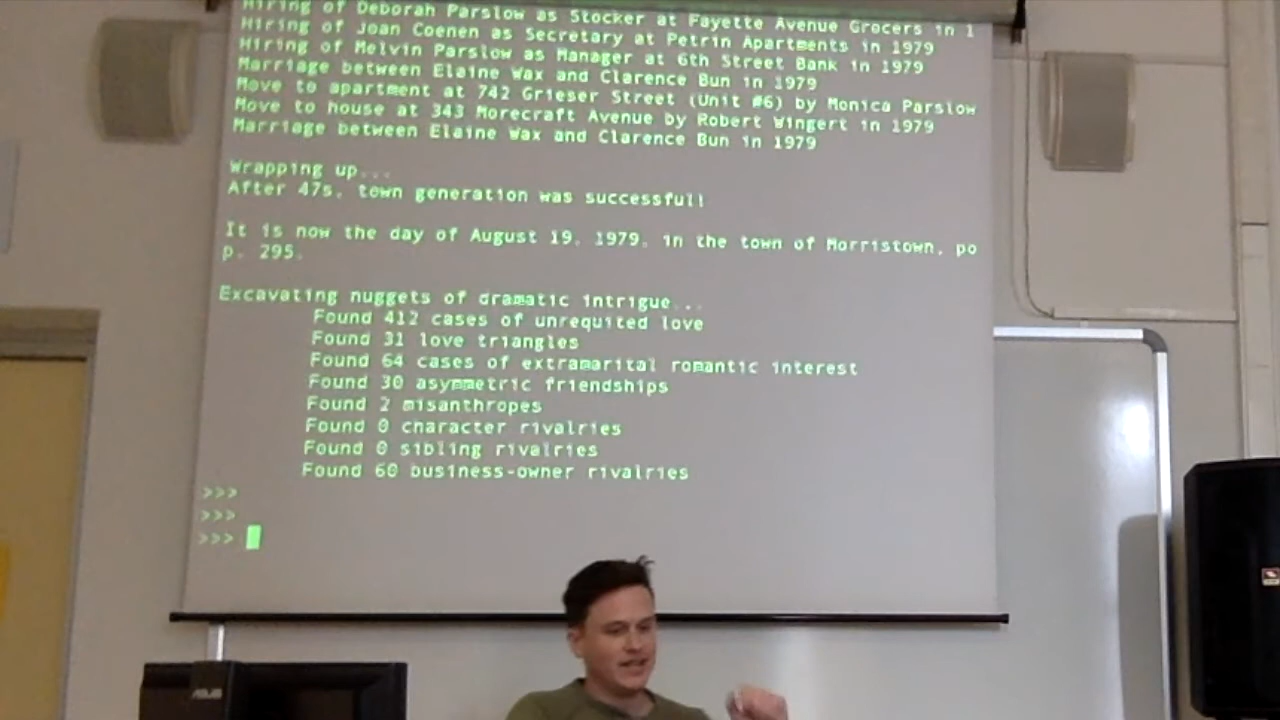 Hiring of Deborah Parslow as Stocker at Fayette Avenue Grocers in 1
Hiring of Joan Coenen as Secretary at Petrin Apartments in 1979
Hiring of Melvin Parslow as Manager at 6th Street Bank in 1979
Marriage between Elaine Wax and Clarence Bun in 1979
Move to apartment at 742 Grieser Street (Unit #6) by Monica Parslow
Move to house at 343 Morecraft Avenue by Robert Wingert in 1979
Marriage between Elaine Wax and Clarence Bun in 1979
Wrapping up...
After 47s, town generation was successful!
It is now the day of August 19, 1979, in the town of Morristown, po
p. 295.
Excavating nuggets of dramatic intrigue...
Found 412 cases of unrequited love
Found 31 love triangles
Found 64 cases of extramarital romantic interest
Found 30 asymmetric friendships
Found 2 misanthropes
Found 0 character rivalries
Found 0 sibling rivalries
Found 60 business-owner rivalries
>>>
>>>
>>>
ASUS